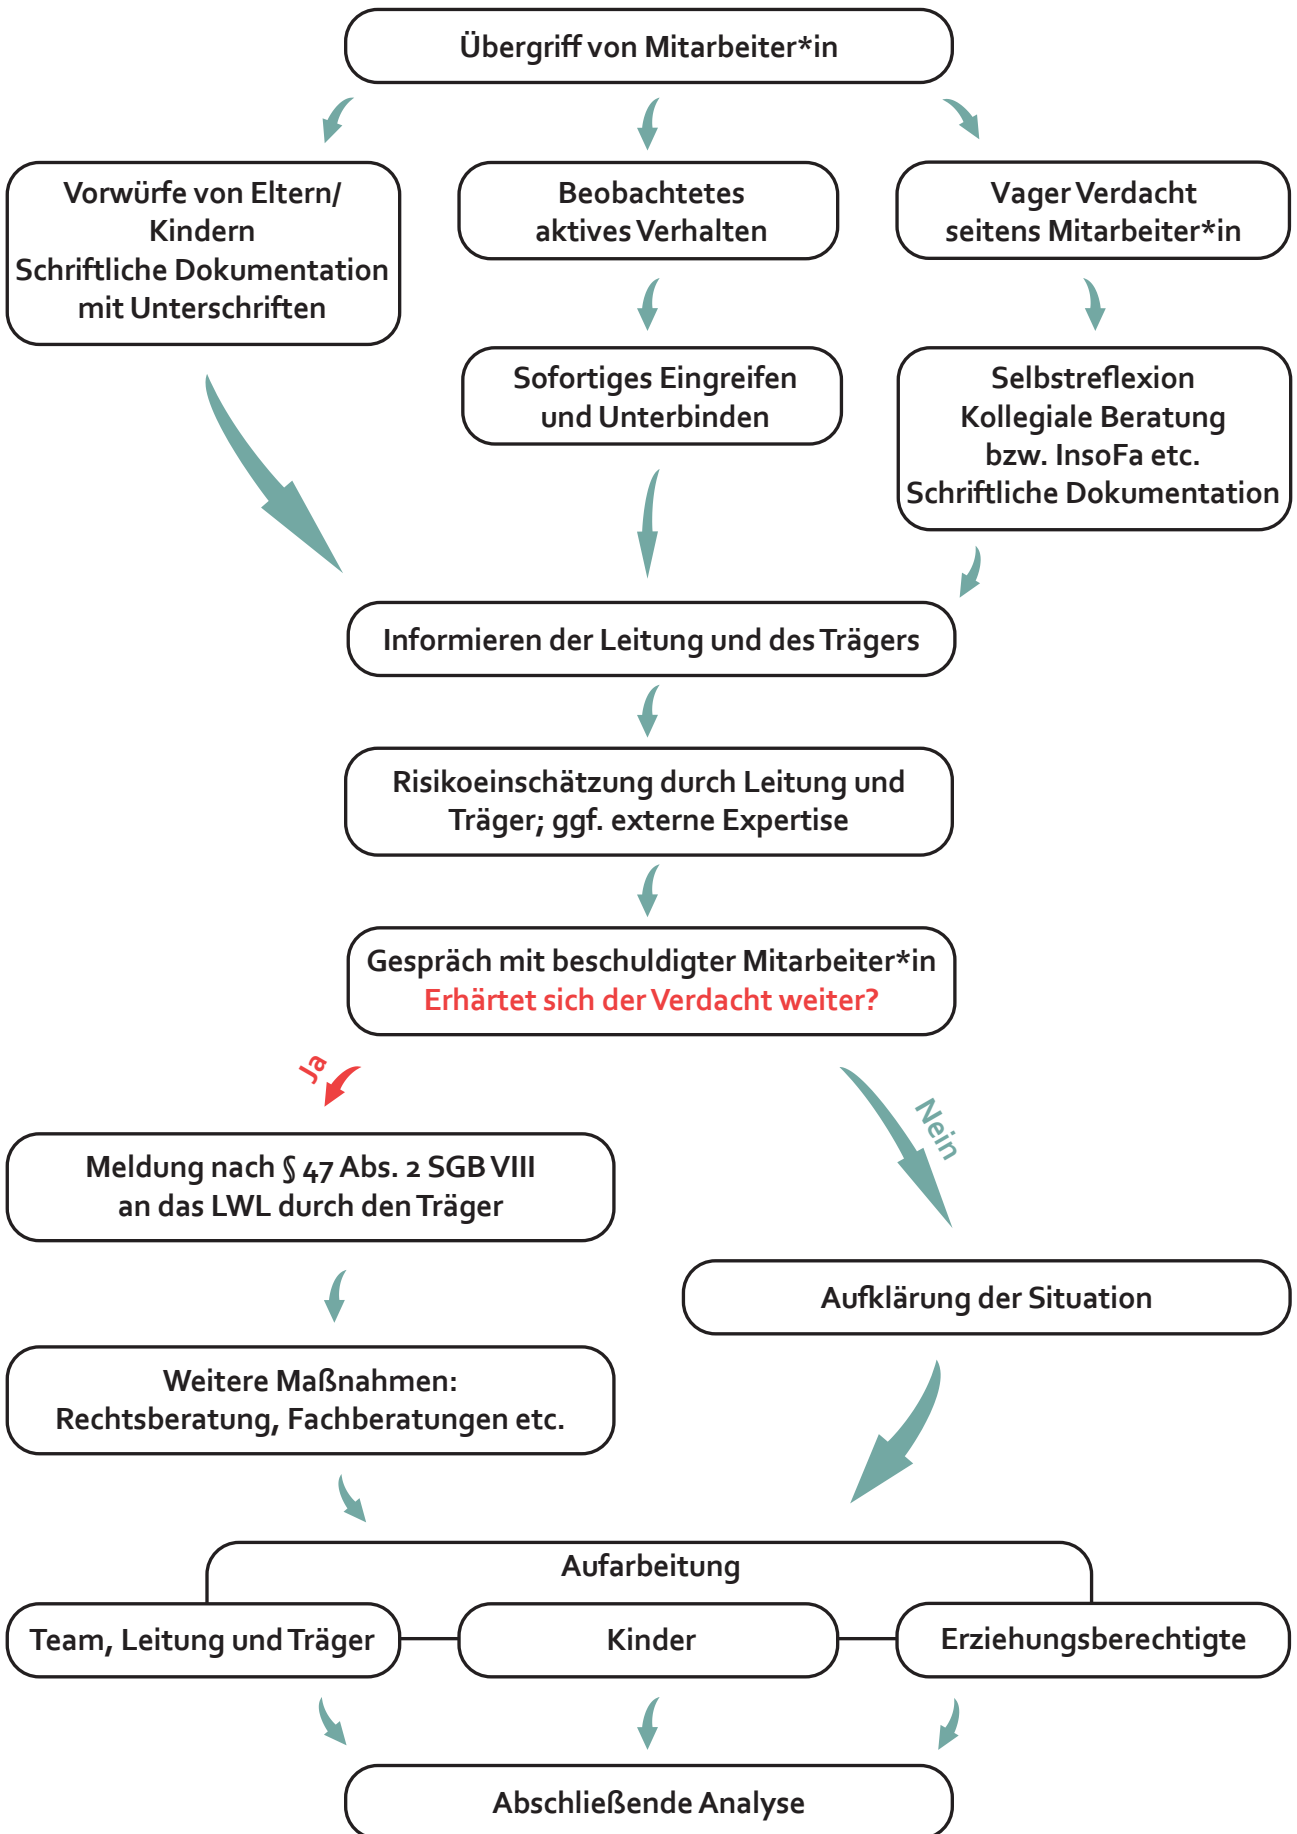 Übergriff von Mitarbeiter*in
Vorwürfe von Eltern/
Kindern
Schriftliche Dokumentation
mit Unterschriften
Beobachtetes
aktives Verhalten
Vager Verdacht
seitens Mitarbeiter*in
Sofortiges Eingreifen
und Unterbinden
Selbstreflexion
Kollegiale Beratung
bzw. InsoFa etc.
Schriftliche Dokumentation
Informieren der Leitung und des Trägers
Risikoeinschätzung durch Leitung und
Träger; ggf. externe Expertise
Gespräch mit beschuldigter Mitarbeiter*in
Erhärtet sich der Verdacht weiter?
Ja
Nein
Meldung nach § 47 Abs. 2 SGB VIII
an das LWL durch den Träger
Aufklärung der Situation
Weitere Maßnahmen:
Rechtsberatung, Fachberatungen etc.
Aufarbeitung
Team, Leitung und Träger
Kinder
Erziehungsberechtigte
Abschließende Analyse